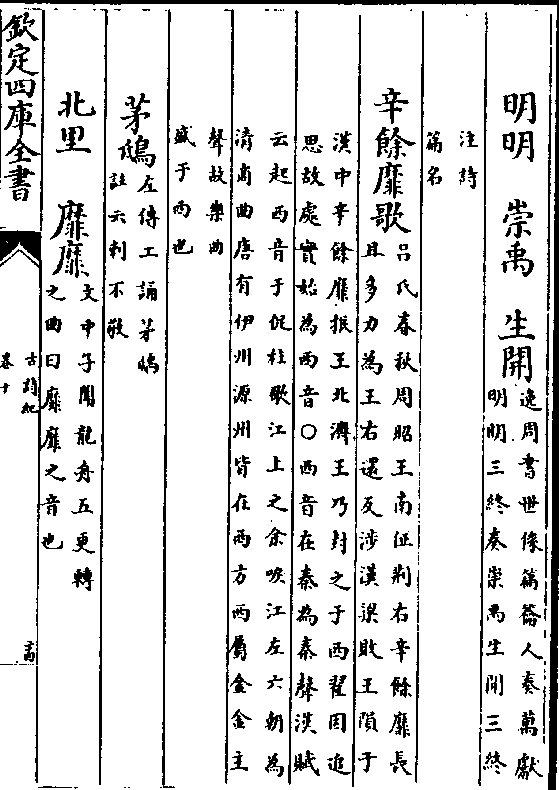 明明　崇禹　生開
逸周書世俘篇籥人奏萬獻
明明三終奏崇禹生開三終
注詩
篇名
辛餘靡歌
吕氏春秋周昭王南征荆右辛餘靡長
且多力為王右還反涉漢梁敗王隕于
漢中辛餘靡振王北濟王乃封之于西翟因追
思故處實始為西音○西音在秦為秦聲漢賦
云起西音于促柱歌江上之余唳江左六朝為
清商曲唐有伊州源州皆在西方西屬金金主
聲故樂曲
盛于西也
茅鴟
左傳工誦茅鴟
註云刺不敬
北里　靡靡
文中子聞龍舟五更轉
之曲曰靡靡之音也
欽定四庫全書
古詩紀
卷十